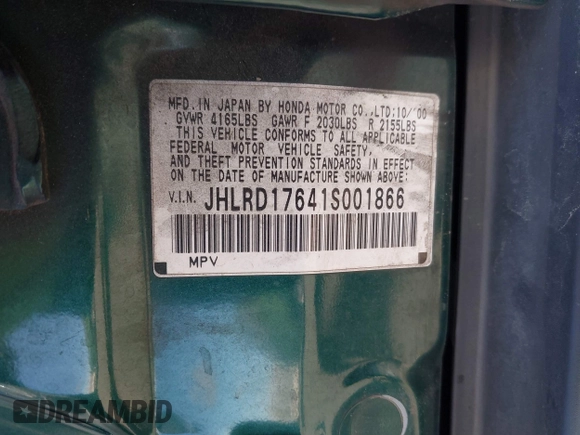 MFD. IN JAPAN BY HONDA MOTOR CO.,LTD:10/'00
GVWR 4165LBS GAWR F 2030LBS R 2155LBS
THIS VEHICLE CONFORMS TO ALL APPLICABLE
FEDERAL MOTOR VEHICLE SAFETY,
AND THEFT PREVENTION STANDARDS IN EFFECT
ON THE DATE OF MANUFACTURE SHOWN ABOVE:
V.I.N. JHLRD17641S001866
MPV
DREAMBID